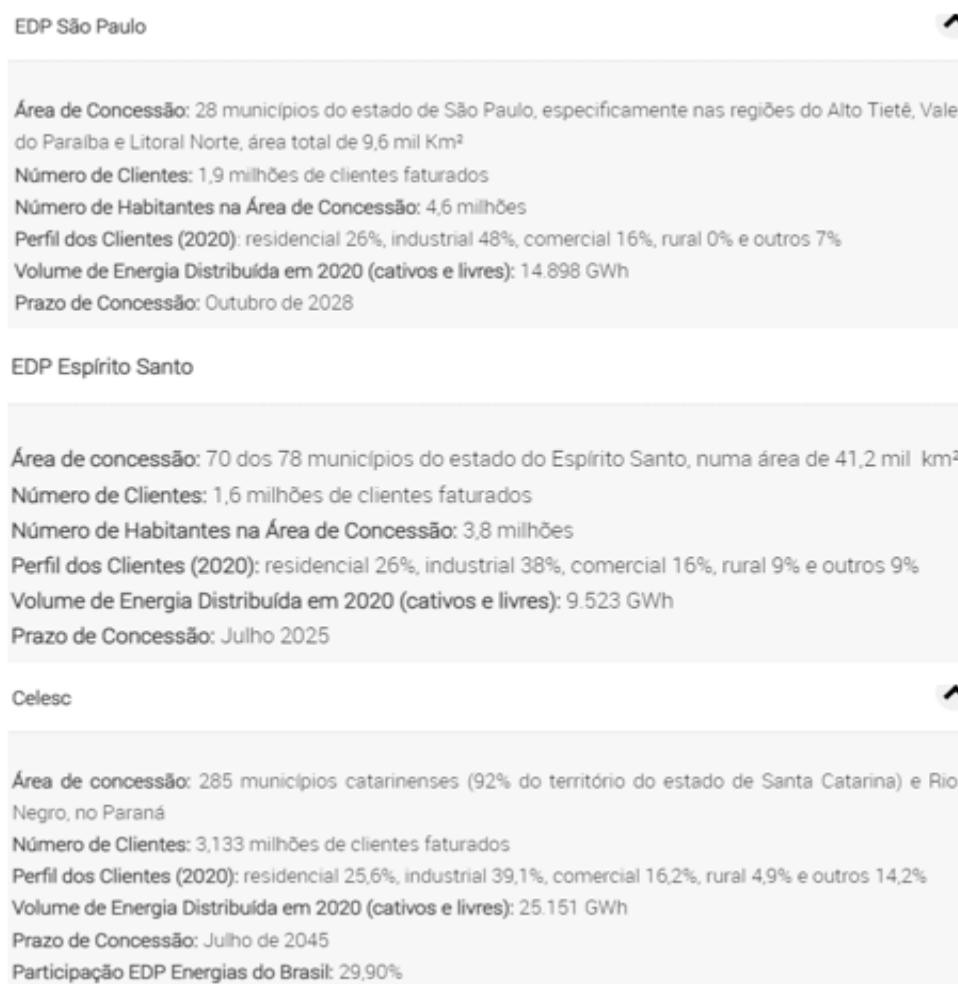 EDP São Paulo
Área de Concessão: 28 municípios do estado de São Paulo, especificamente nas regiões do Alto Tietê, Vale
do Paraíba e Litoral Norte, área total de 9,6 mil Km²
Número de Clientes: 1,9 milhões de clientes faturados
Número de Habitantes na Área de Concessão: 4,6 milhões
Perfil dos Clientes (2020): residencial 26%, industrial 48%, comercial 16%, rural 0% e outros 7%
Volume de Energia Distribuída em 2020 (cativos e livres): 14.898 GWh
Prazo de Concessão: Outubro de 2028
EDP Espírito Santo
Área de concessão: 70 dos 78 municípios do estado do Espírito Santo, numa área de 41,2 mil km²
Número de Clientes: 1,6 milhões de clientes faturados
Número de Habitantes na Área de Concessão: 3,8 milhões
Perfil dos Clientes (2020): residencial 26%, industrial 38%, comercial 16%, rural 9% e outros 9%
Volume de Energia Distribuída em 2020 (cativos e livres): 9.523 GWh
Prazo de Concessão: Julho 2025
Celesc
Área de concessão: 285 municípios catarinenses (92% do território do estado de Santa Catarina) e Rio
Negro, no Paraná
Número de Clientes: 3,133 milhões de clientes faturados
Perfil dos Clientes (2020): residencial 25,6%, industrial 39,1%, comercial 16,2%, rural 4,9% e outros 14,2%
Volume de Energia Distribuída em 2020 (cativos e livres): 25.151 GWh
Prazo de Concessão: Julho de 2045
Participação EDP Energias do Brasil: 29,90%